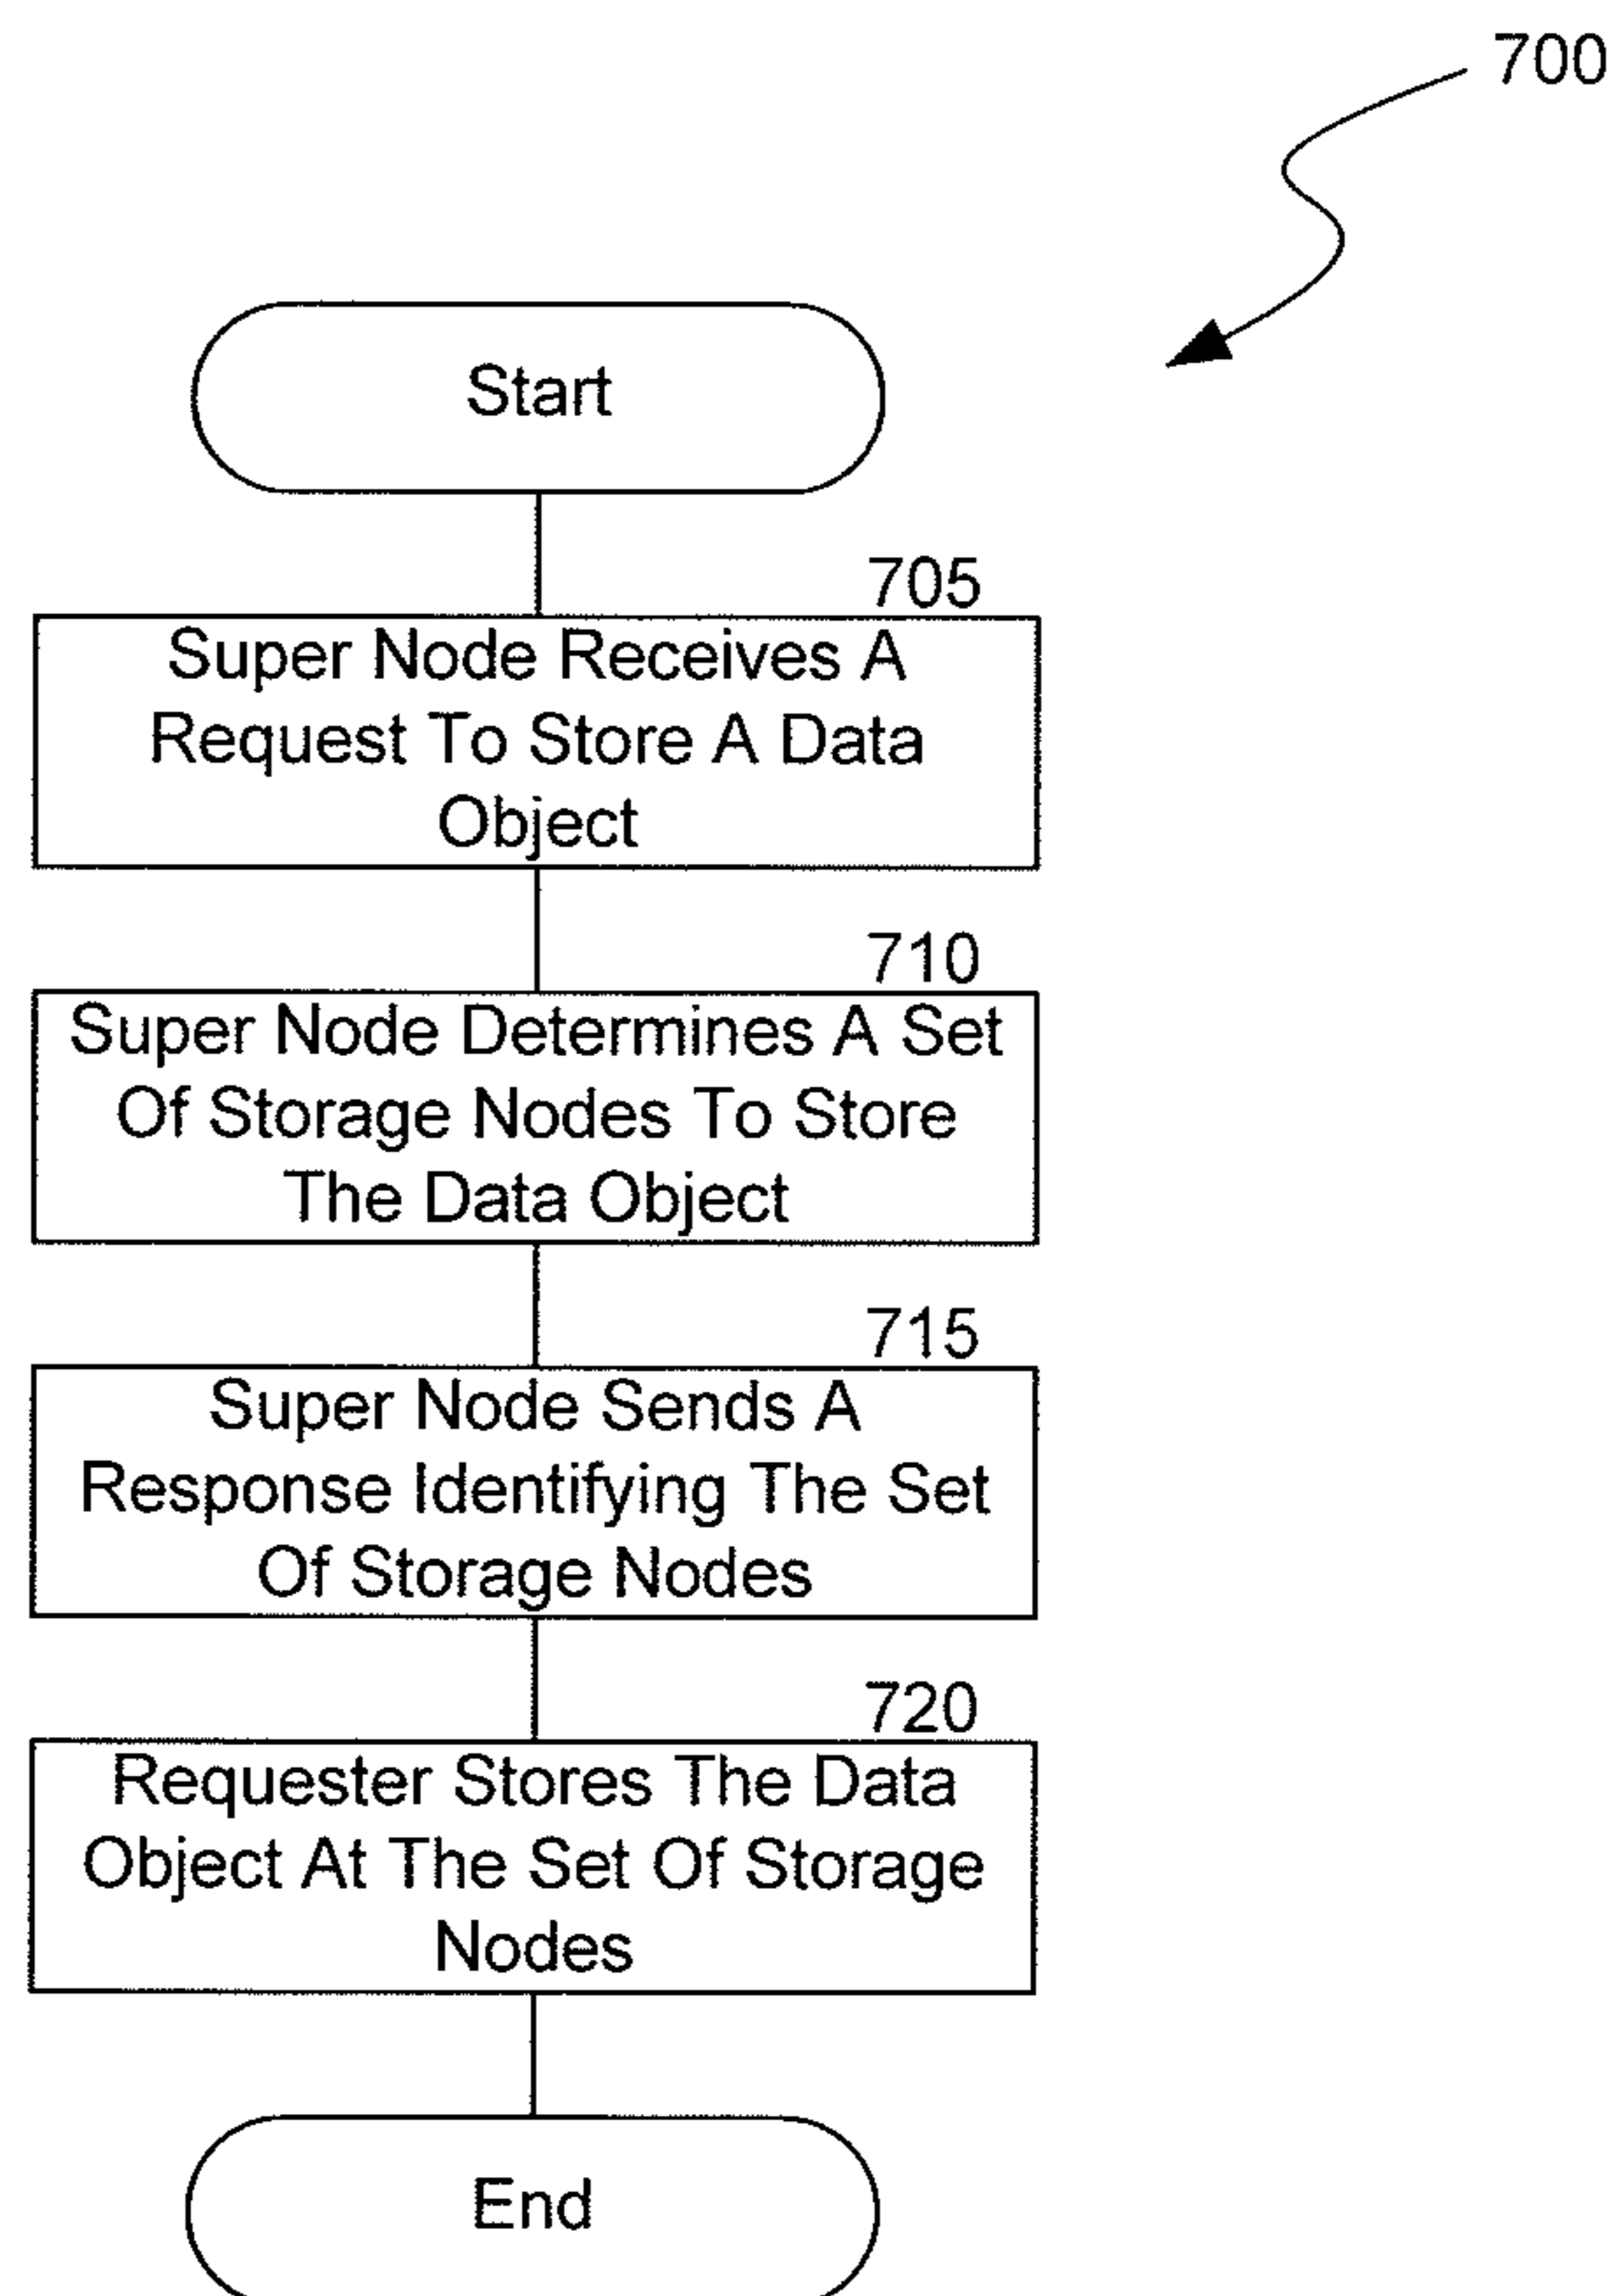 700
Start
705
Super Node Receives A
Request To Store A Data
Object
710
Super Node Determines A Set
Of Storage Nodes To Store
The Data Object
715
Super Node Sends A
Response Identifying The Set
Of Storage Nodes
720
Requester Stores The Data
Object At The Set Of Storage
Nodes
End